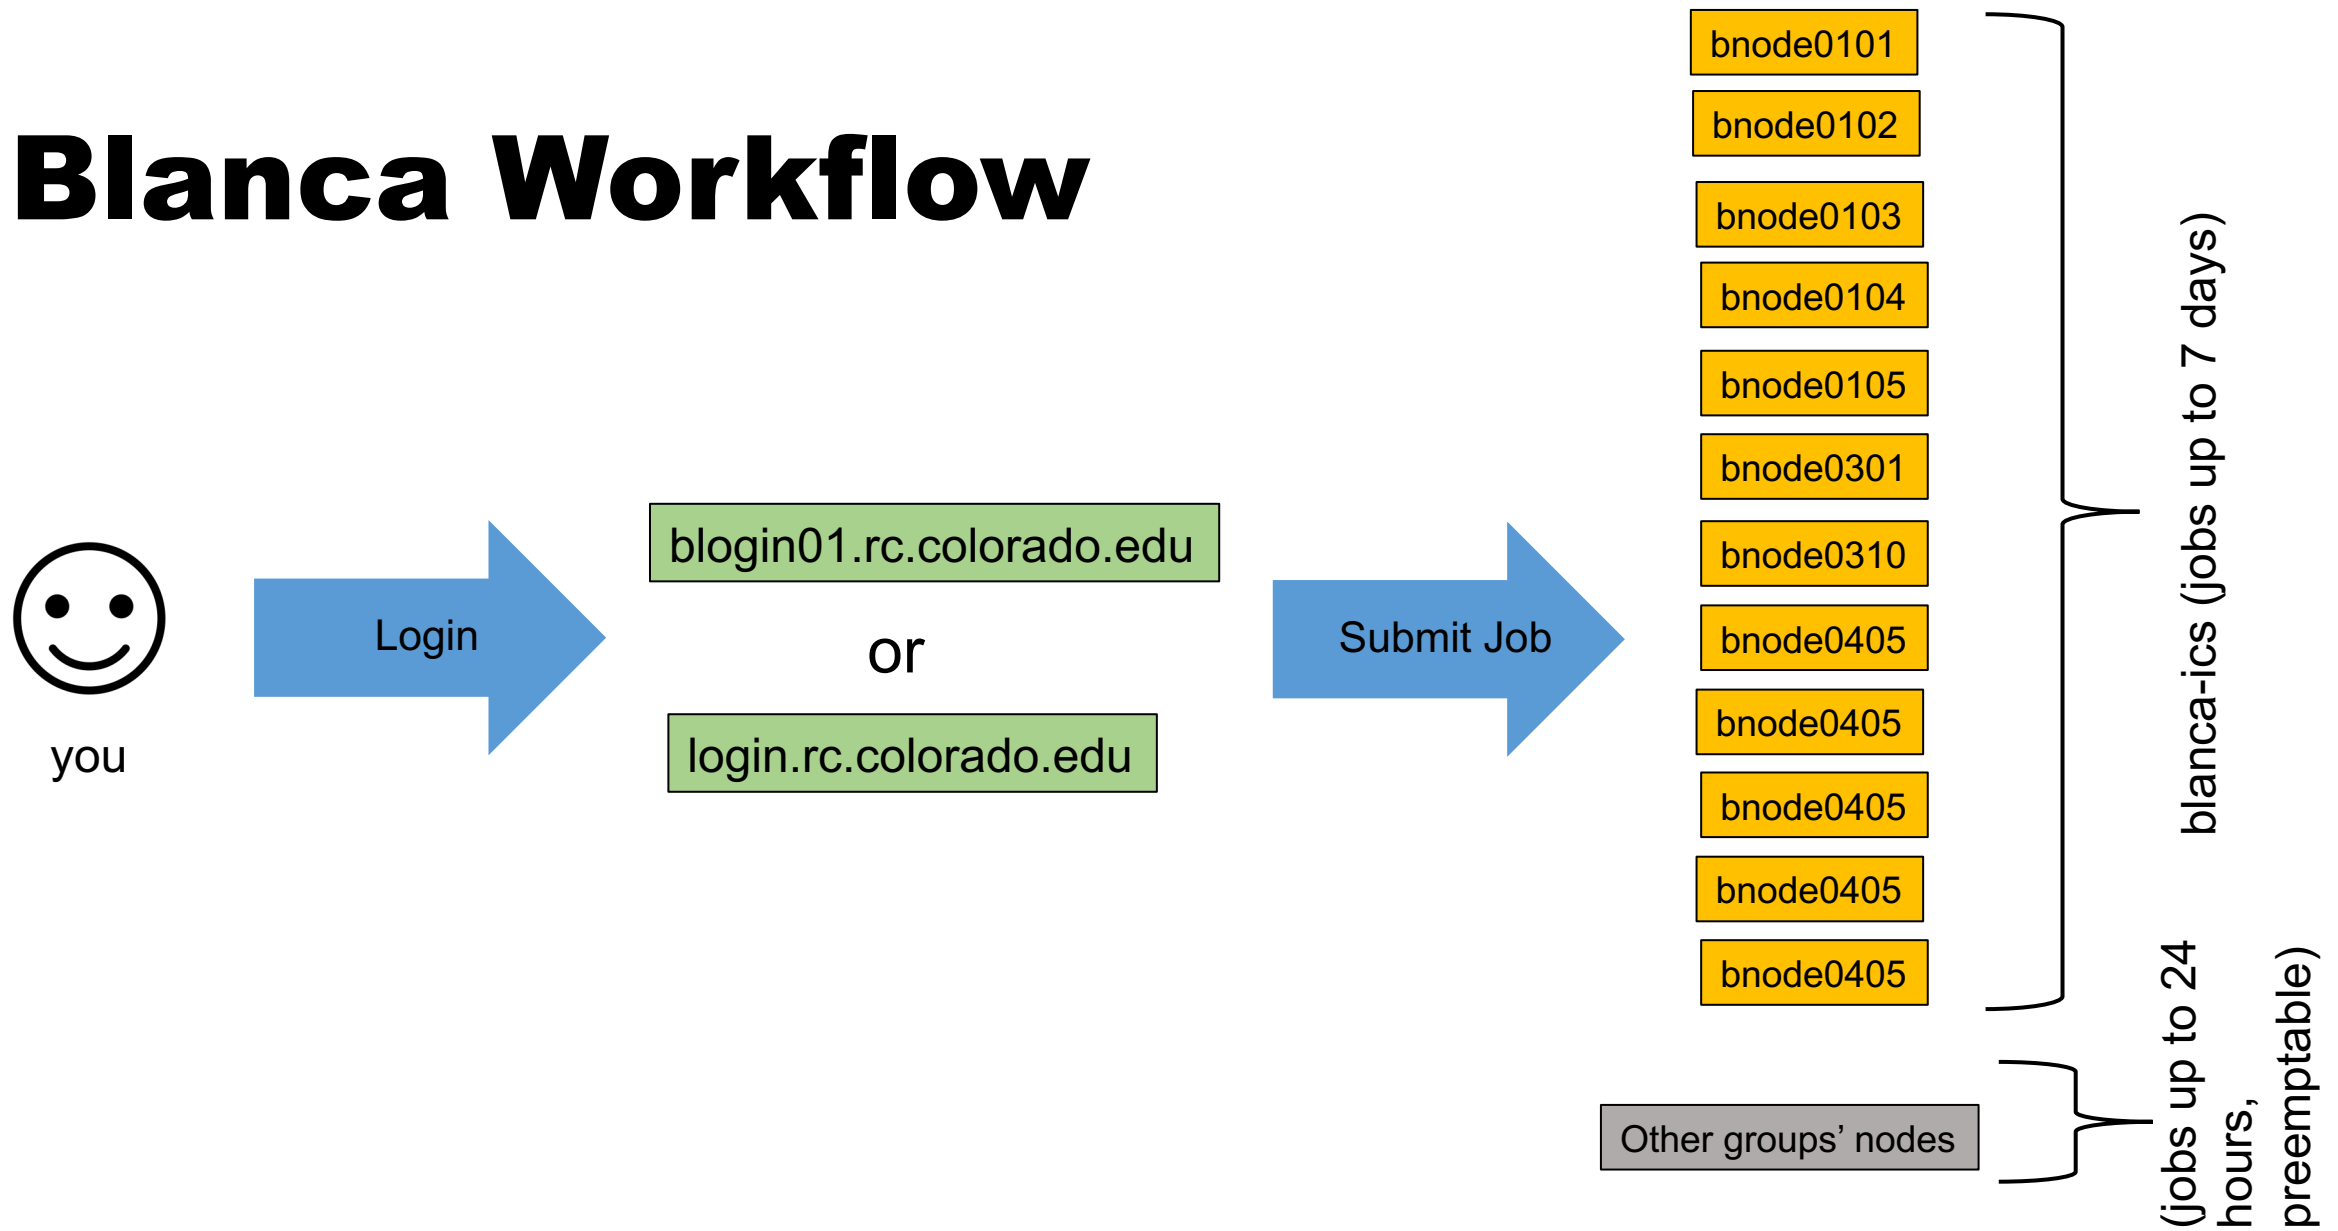 Blanca Workflow
you
Login
blogin01.rc.colorado.edu
or
login.rc.colorado.edu
Submit Job
bnode0101
bnode0102
bnode0103
bnode0104
bnode0105
bnode0301
bnode0310
bnode0405
bnode0405
bnode0405
bnode0405
bnode0405
Other groups’ nodes
blanca-ics (jobs up to 7 days)
(jobs up to 24
hours,
preemptable)